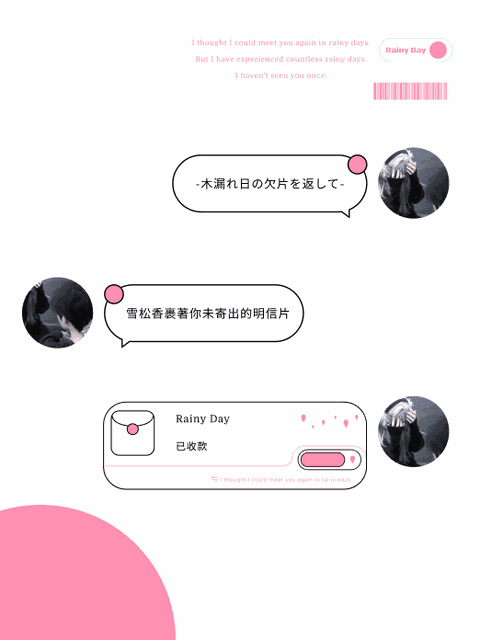 I thought I could meet you again in rainy days.
But I have experienced countless rainy days.
I haven't seen you once.
Rainy Day
-木漏れ日の欠片を返して-
雪松香裹著你未寄出的明信片
Rainy Day
已收款
I thought I could meet you again in rainy days.